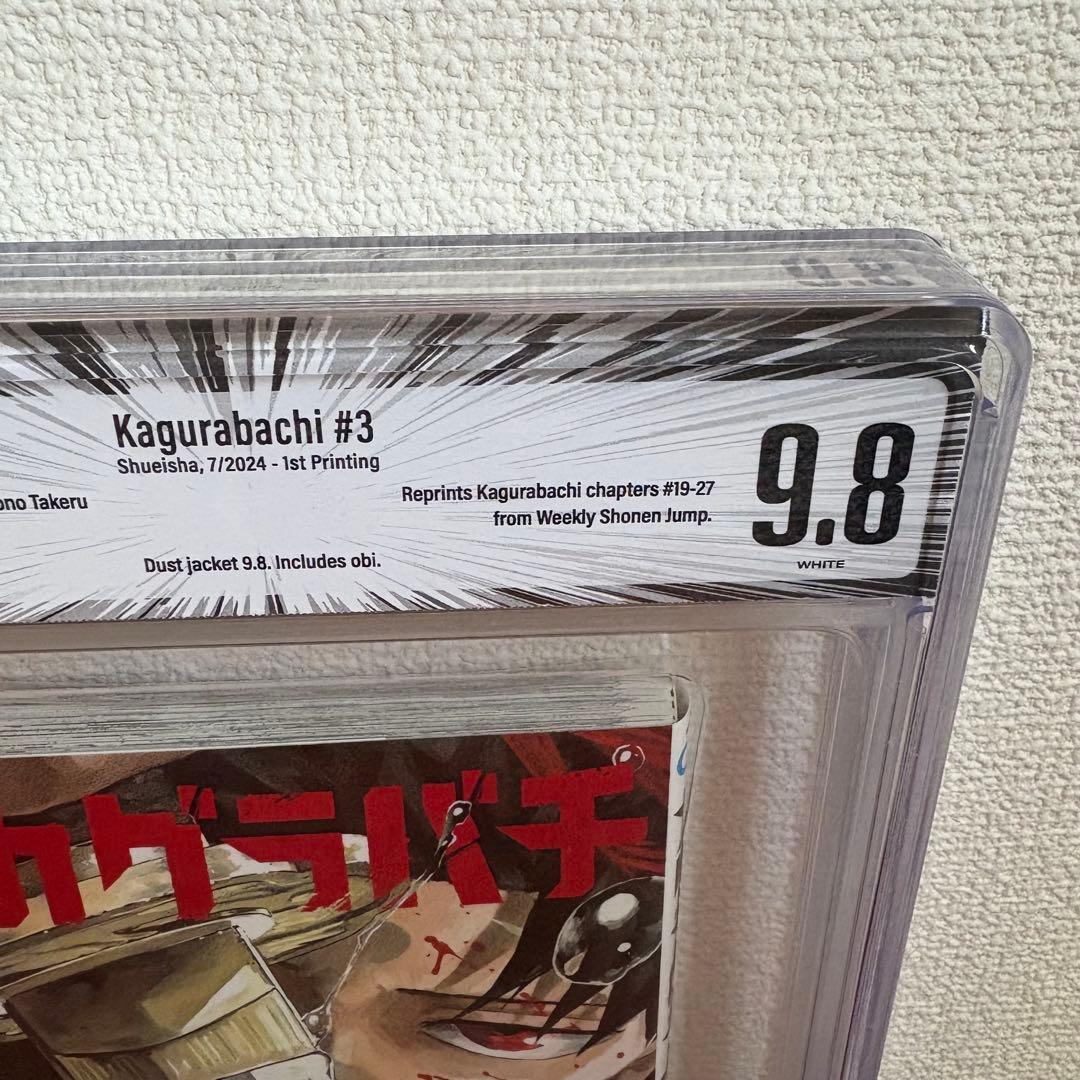 Kagurabachi #3
Shueisha, 7/2024 - 1st Printing
ono Takeru
Reprints Kagurabachi chapters #19-27
from Weekly Shonen Jump.
Dust jacket 9.8. Includes obi.
9.8
WHITE
カグラバチ